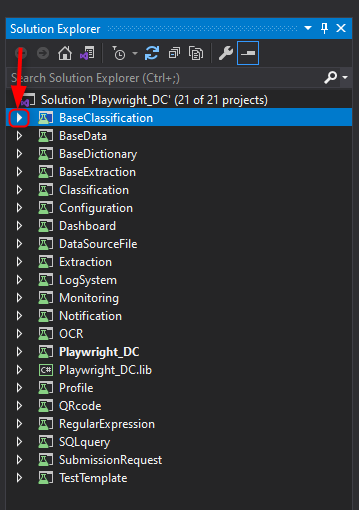 Solution Explorer
Search Solution Explorer (Ctrl+;)
Solution 'Playwright_DC' (21 of 21 projects)
BaseClassification
BaseData
BaseDictionary
BaseExtraction
Classification
Configuration
Dashboard
DataSourceFile
Extraction
LogSystem
Monitoring
Notification
OCR
Playwright_DC
C# Playwright_DC.lib
Profile
QRcode
RegularExpression
SQLquery
SubmissionRequest
TestTemplate